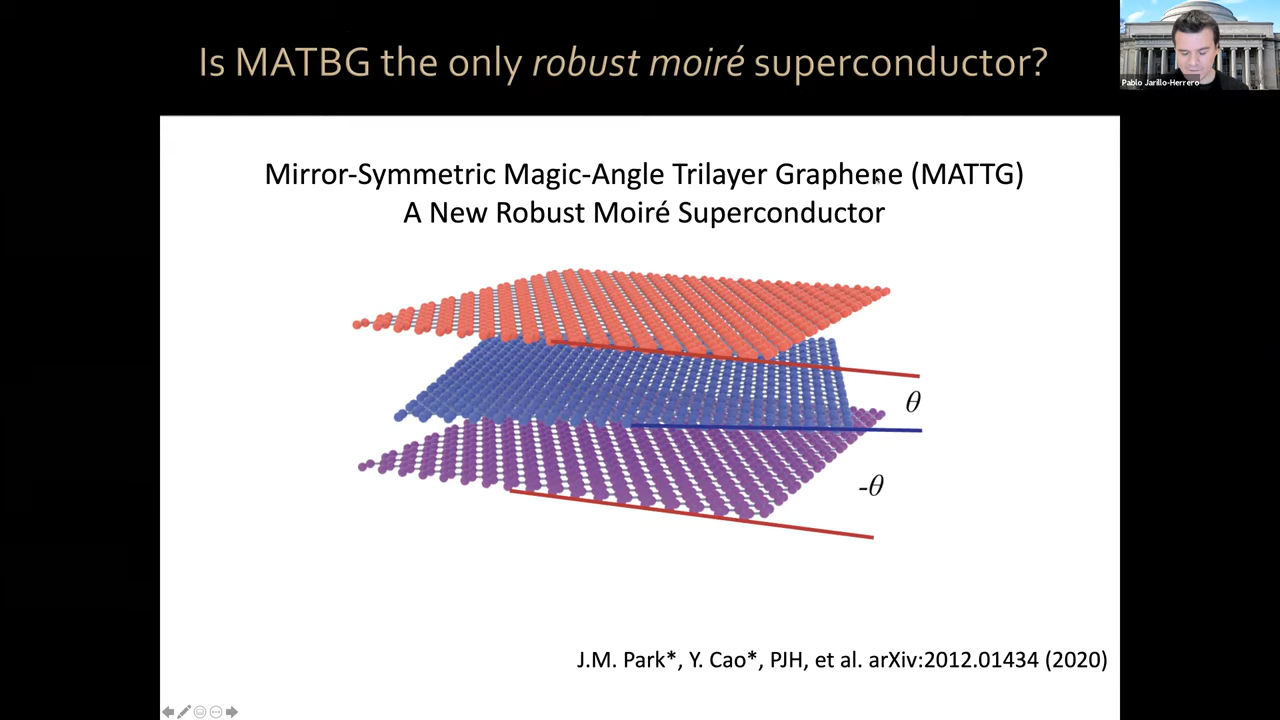 Is MATBG the only robust moiré superconductor?
Pablo Jarillo-Herrero
Mirror-Symmetric Magic-Angle Trilayer Graphene (MATTG)
A New Robust Moiré Superconductor
θ
-θ
J.M. Park*, Y. Cao*, PJH, et al. arXiv:2012.01434 (2020)